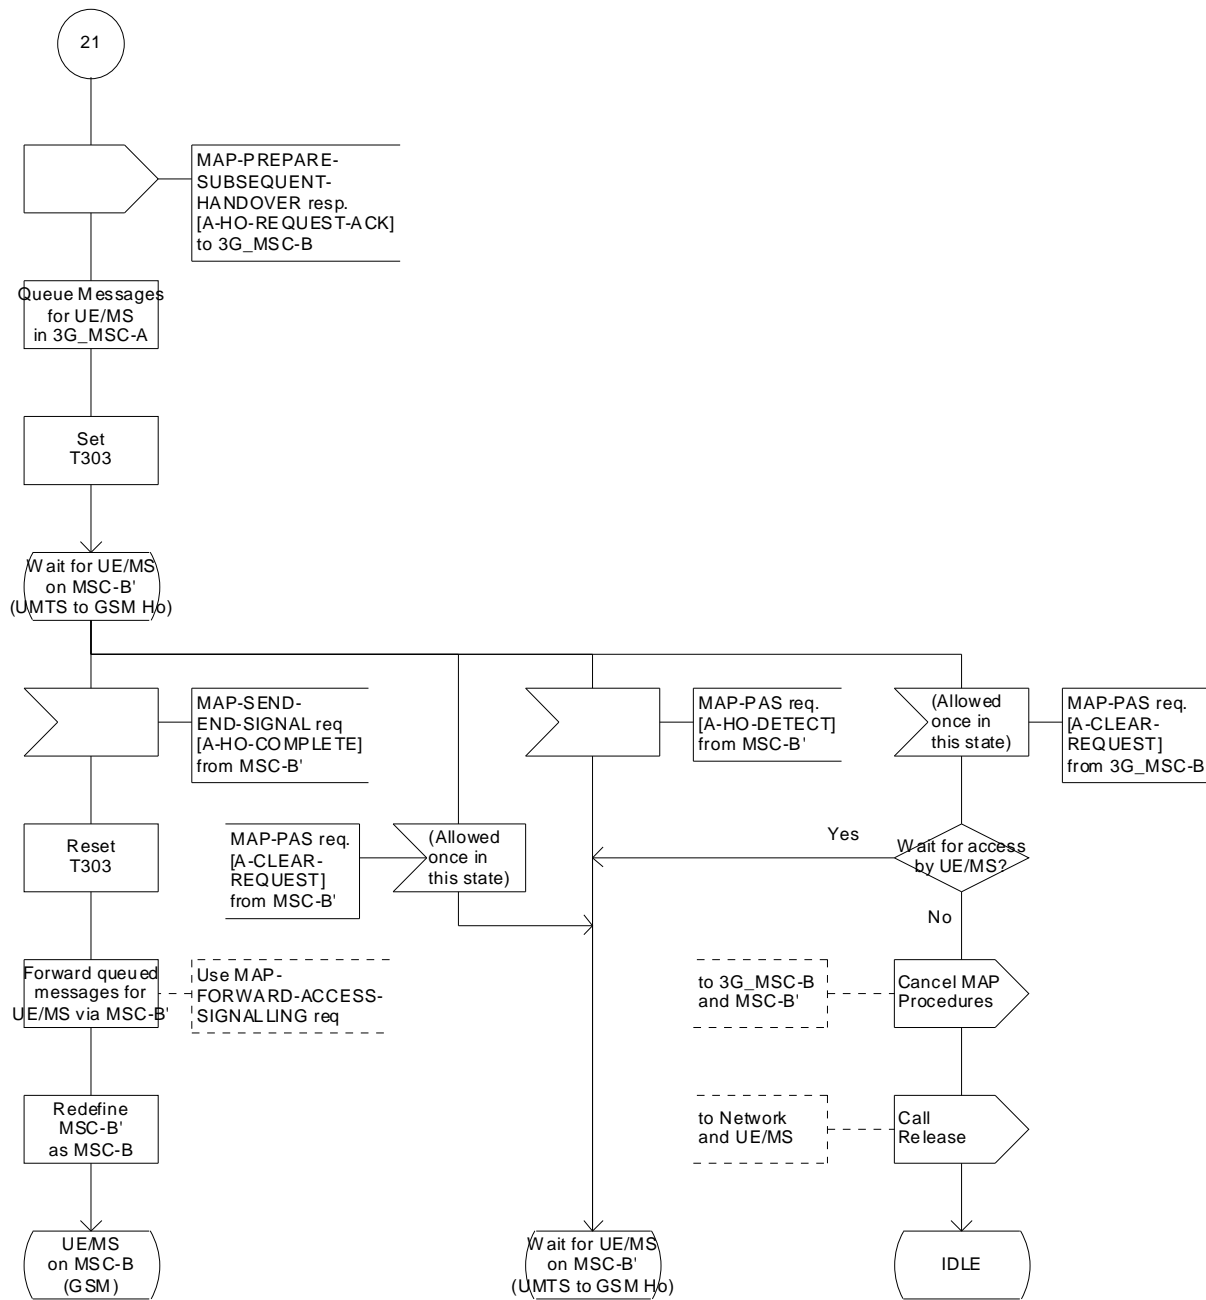 21
MAP-PREPARE-
SUBSEQUENT-
HANDOVER resp.
[A-HO-REQUEST-ACK]
to 3G_MSC-B
Queue Messages
for UE/MS
in 3G_MSC-A
Set
T303
Wait for UE/MS
on MSC-B'
(UMTS to GSM Ho)
MAP-SEND-
END-SIGNAL req
[A-HO-COMPLETE]
from MSC-B'
MAP-PAS req.
[A-HO-DETECT]
from MSC-B'
(Allowed
once in
this state)
MAP-PAS req.
[A-CLEAR-
REQUEST]
from 3G_MSC-B
Reset
T303
MAP-PAS req.
[A-CLEAR-
REQUEST]
from MSC-B'
(Allowed
once in
this state)
Yes
Wait for access
by UE/MS?
No
Forward queued
messages for
UE/MS via MSC-B'
Use MAP-
FORWARD-ACCESS-
SIGNALLING req
to 3G_MSC-B
and MSC-B'
Cancel MAP
Procedures
Redefine
MSC-B'
as MSC-B
to Network
and UE/MS
Call
Release
UE/MS
on MSC-B
(GSM)
Wait for UE/MS
on MSC-B'
(UMTS to GSM Ho)
IDLE